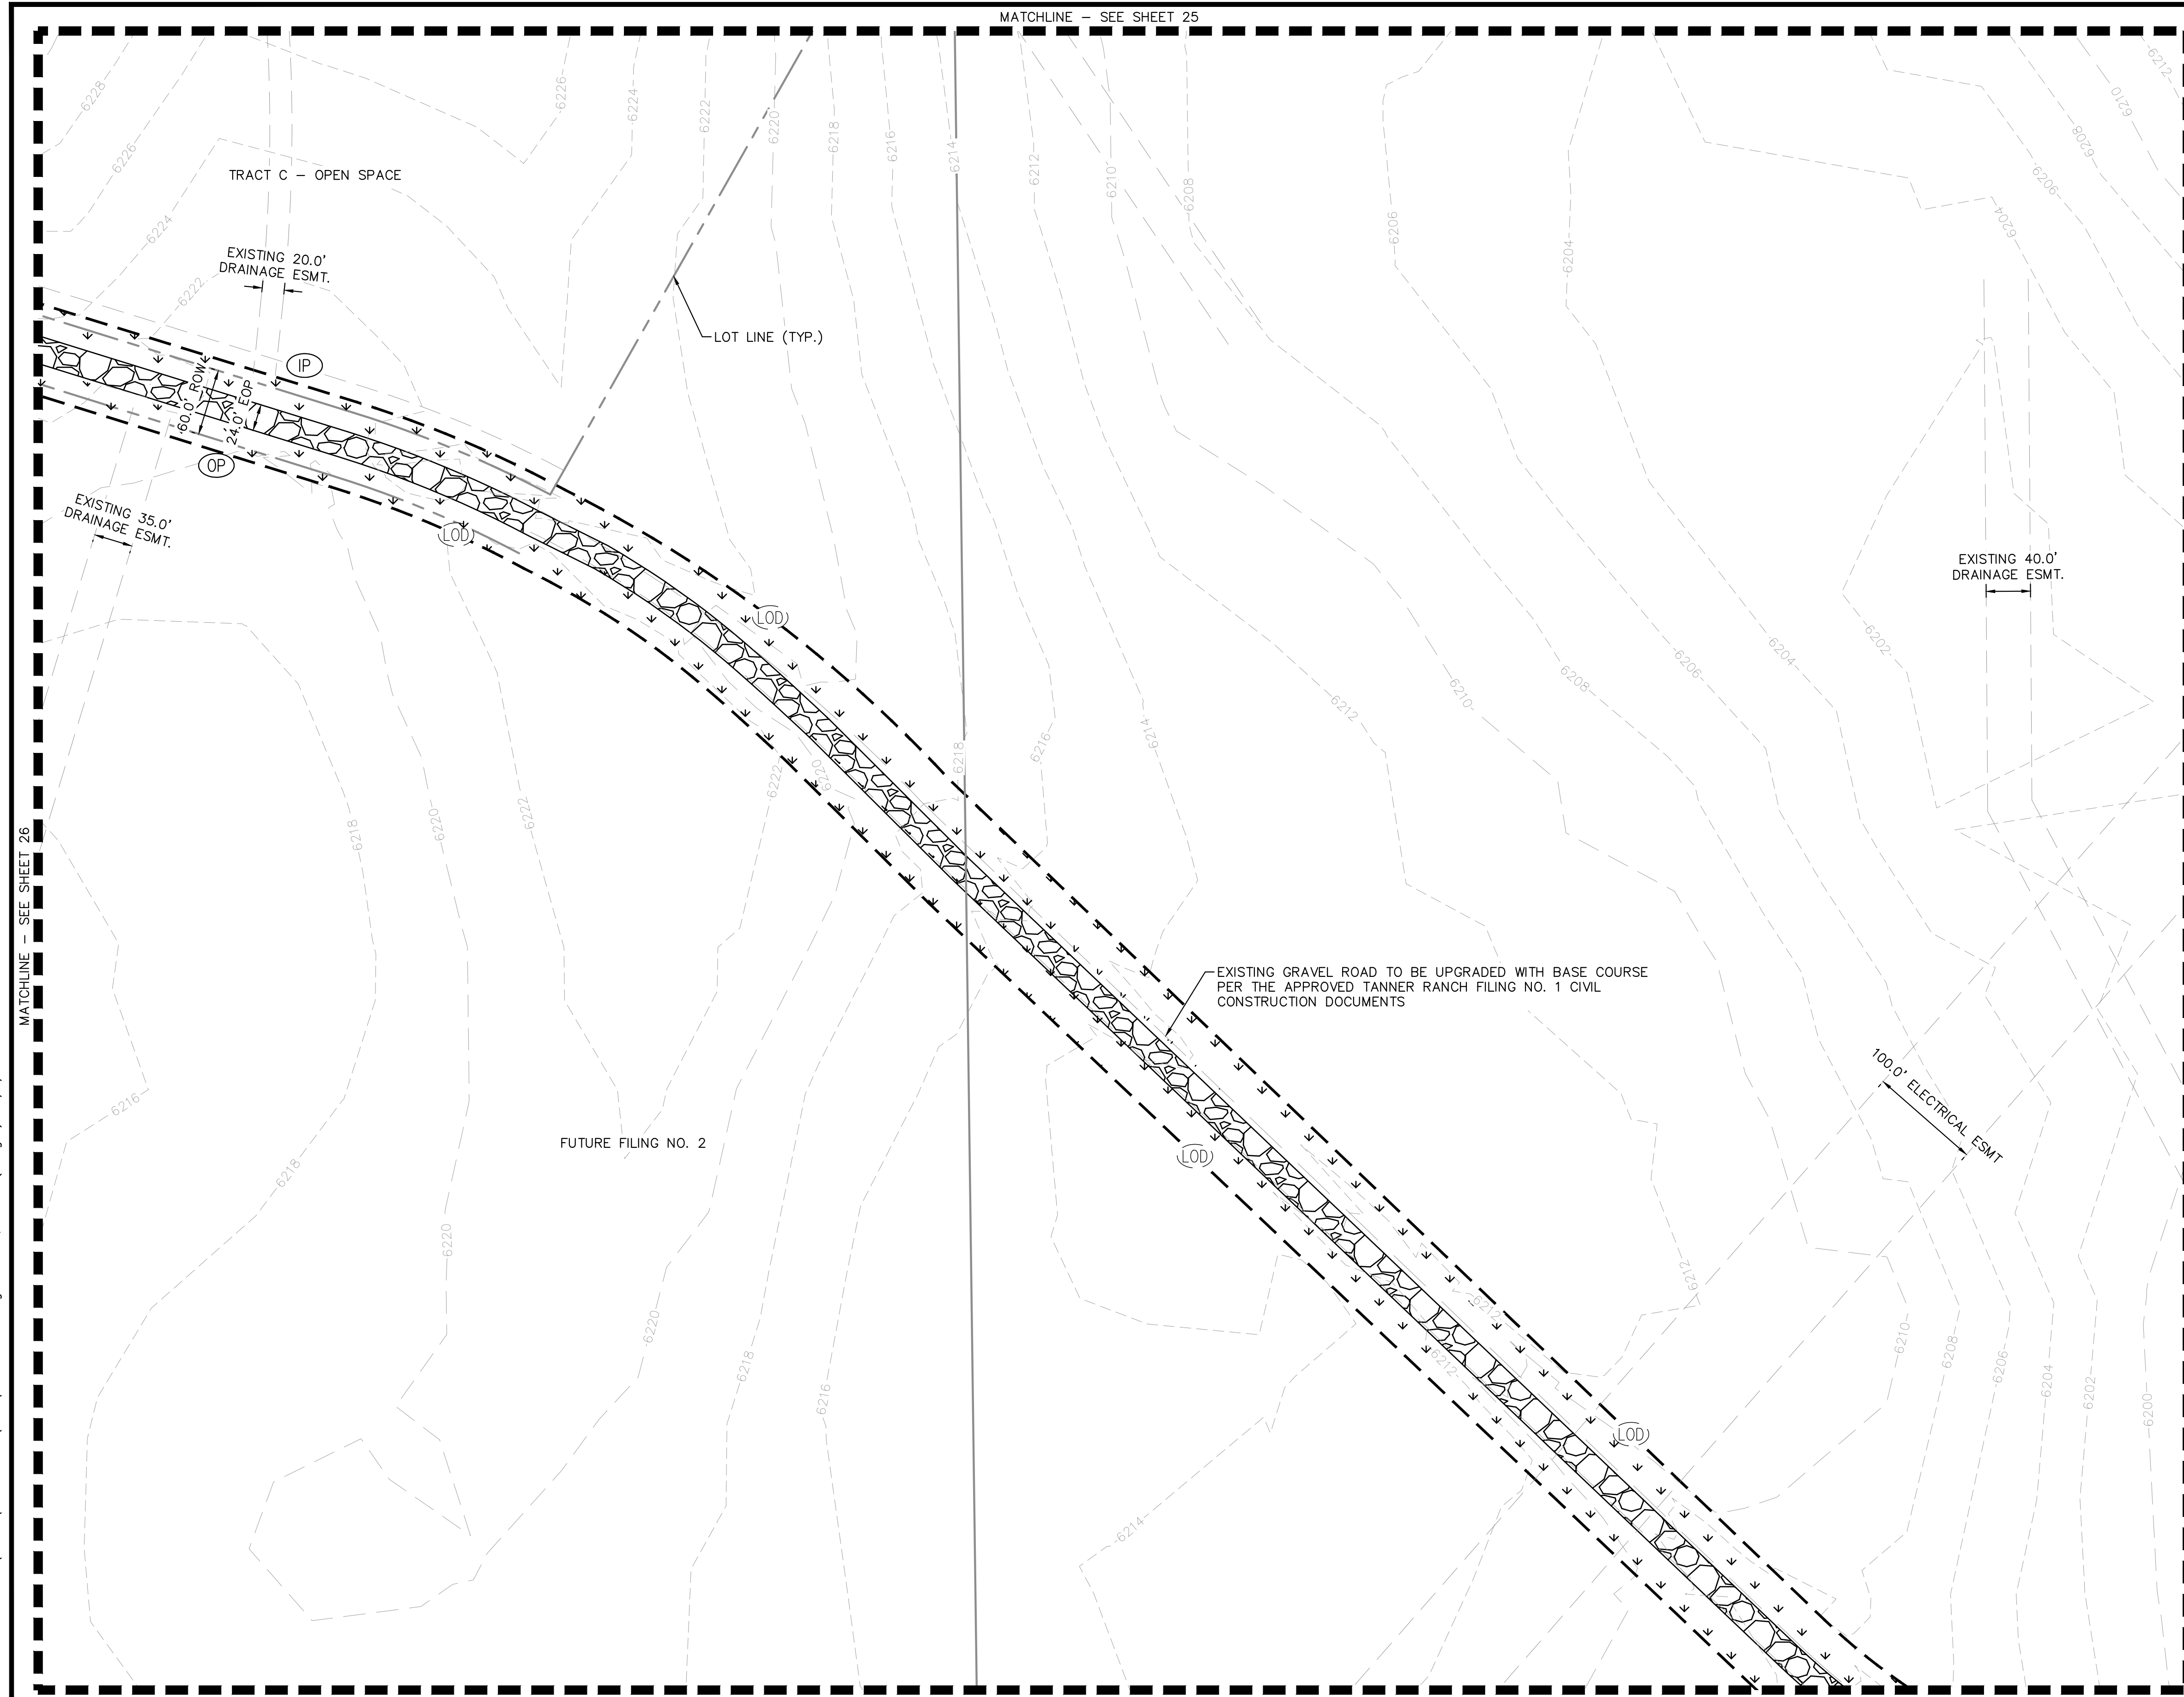 MATCHLINE – SEE SHEET 25
6228
6226
6224
6222
6226
6224
6222
6220
6218
6216
6214
6212
6210
6208
6206
6204
6212
6210
6208
6206
6204
TRACT C – OPEN SPACE
EXISTING 20.0'
DRAINAGE ESMT.
LOT LINE (TYP.)
IP
60.0' ROW
24.0' EOP
OP
EXISTING 35.0'
DRAINAGE ESMT.
LOD
LOD
EXISTING 40.0'
DRAINAGE ESMT.
6202
6204
6206
6208
6210
6212
6214
6216
6218
6220
6222
6222
6220
6218
MATCHLINE – SEE SHEET 26
EXISTING GRAVEL ROAD TO BE UPGRADED WITH BASE COURSE
PER THE APPROVED TANNER RANCH FILING NO. 1 CIVIL
CONSTRUCTION DOCUMENTS
100.0' ELECTRICAL ESMT
6216
6218
FUTURE FILING NO. 2
LOD
6220
6220
6218
6216
6212
6212
6212
6210
6208
6206
6204
6202
6200
LOD
6214